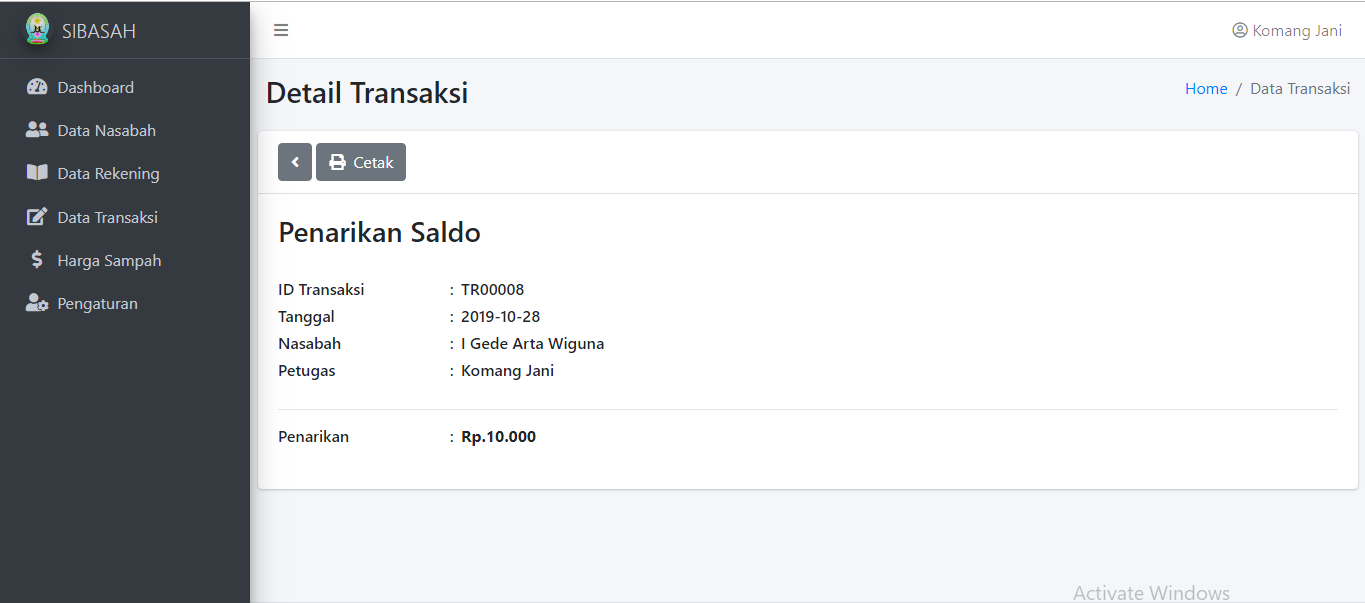 SIBASAH
Komang Jani
Dashboard
Data Nasabah
Data Rekening
Data Transaksi
Harga Sampah
Pengaturan
Detail Transaksi
Home / Data Transaksi
Cetak
Penarikan Saldo
ID Transaksi : TR00008
Tanggal : 2019-10-28
Nasabah : I Gede Arta Wiguna
Petugas : Komang Jani
Penarikan : Rp.10.000
Activate Windows